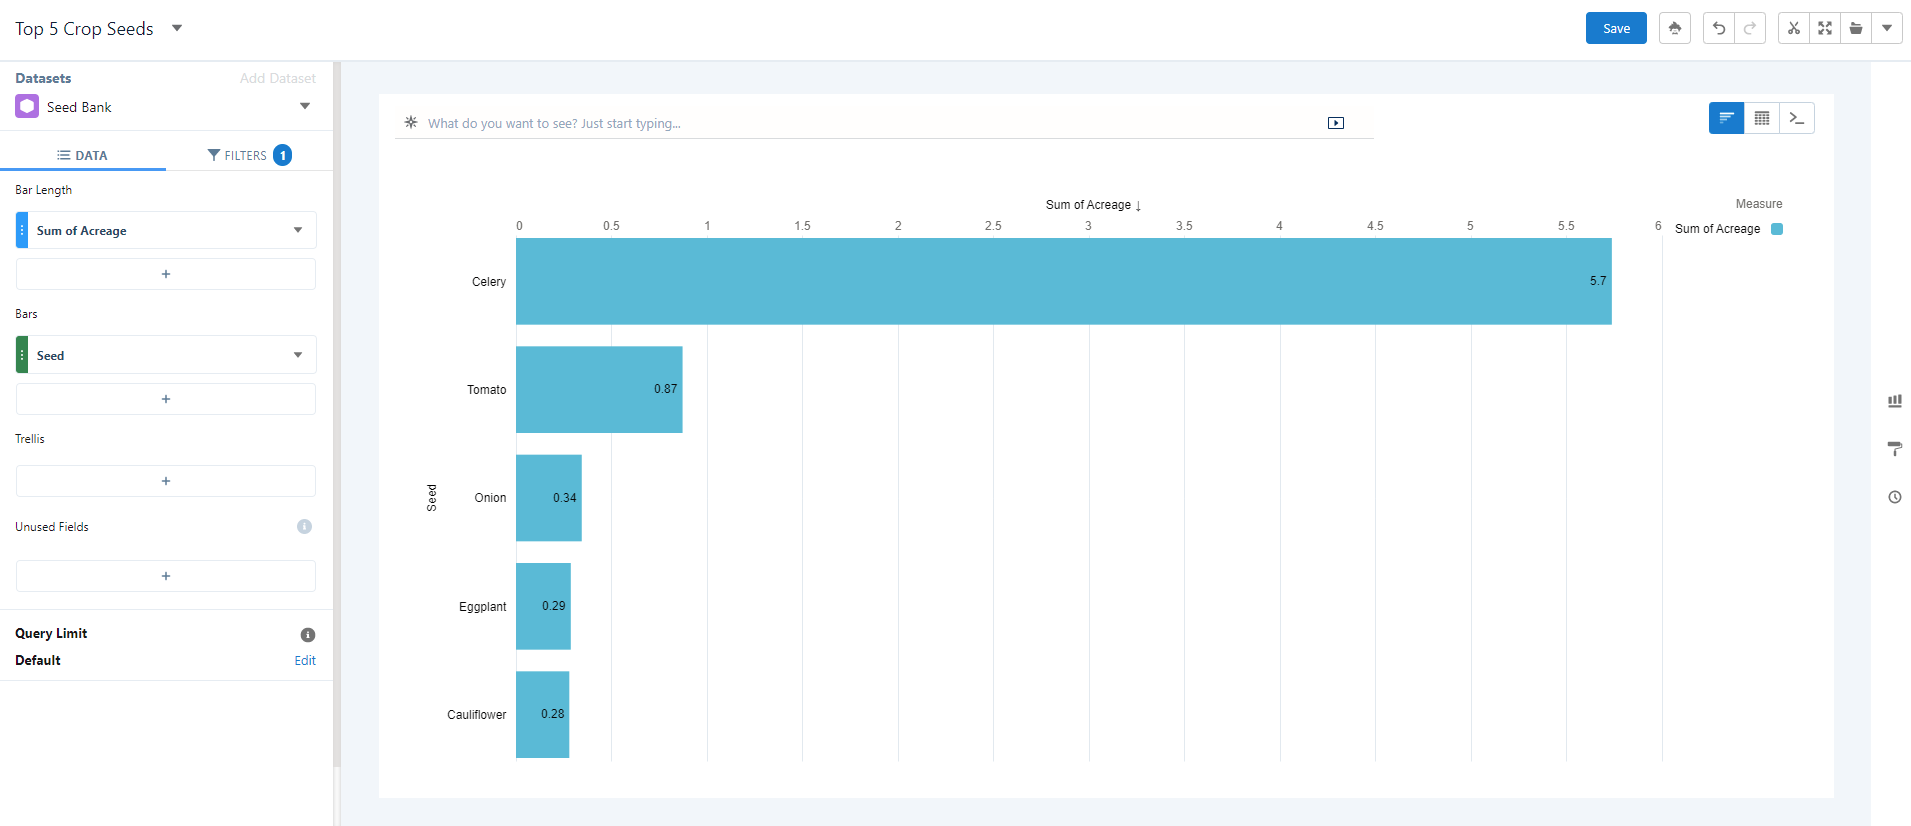 Top 5 Crop Seeds
Save
Datasets
Add Dataset
Seed Bank
DATA
FILTERS 1
Bar Length
Sum of Acreage
+
Bars
Seed
+
Trellis
+
Unused Fields
+
Query Limit
Default
Edit
What do you want to see? Just start typing...
Sum of Acreage ↓
0 0.5 1 1.5 2 2.5 3 3.5 4 4.5 5 5.5 6
Measure
Sum of Acreage
Seed
Celery 5.7
Tomato 0.87
Onion 0.34
Eggplant 0.29
Cauliflower 0.28